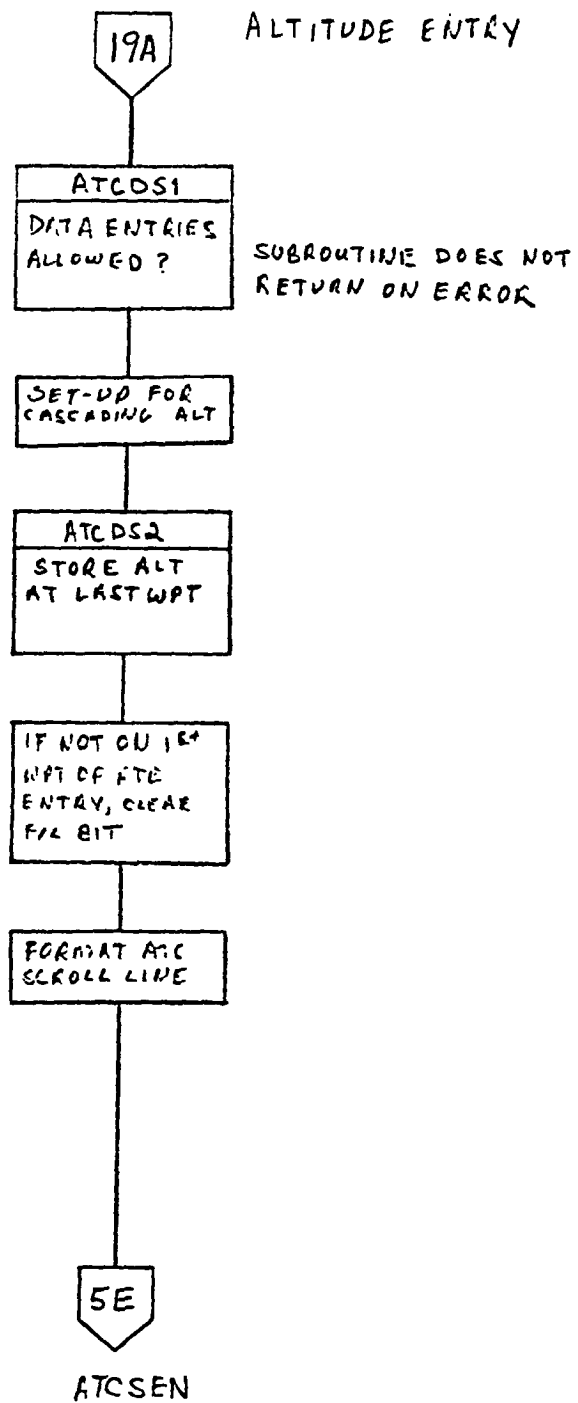 19A
ALTITUDE ENTRY
ATCDS1
DATA ENTRIES
ALLOWED?
SUBROUTINE DOES NOT
RETURN ON ERROR
SET-UP FOR
CASCADING ALT
ATCDS2
STORE ALT
AT LAST WPT
IF NOT ON 1st
WPT OF RTE
ENTRY, CLEAR
F/L BIT
FORMAT ATC
SCROLL LINE
5E
ATCSEN